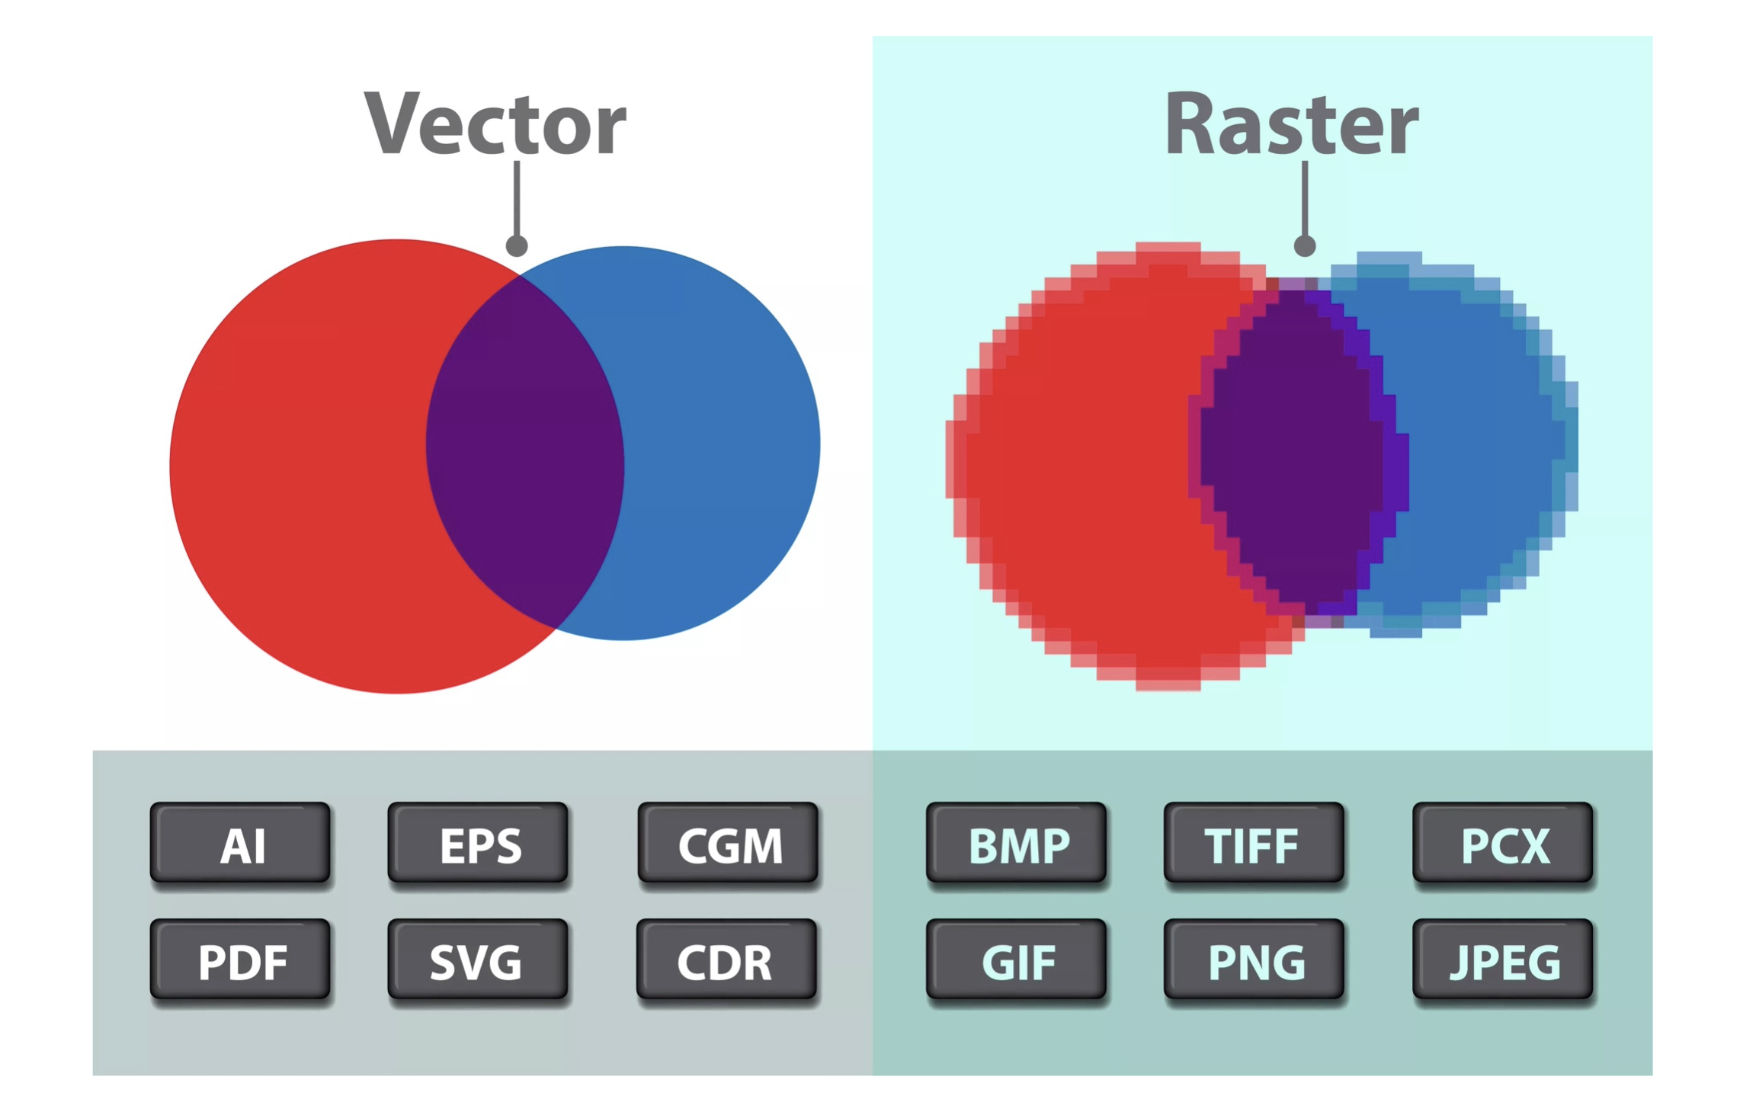 Vector
Raster
AI
EPS
CGM
BMP
TIFF
PCX
PDF
SVG
CDR
GIF
PNG
JPEG